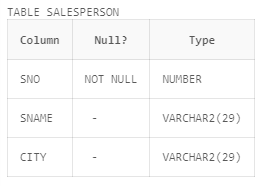 TABLE SALESPERSON
Column Null? Type
SNO NOT NULL NUMBER
SNAME - VARCHAR2(29)
CITY - VARCHAR2(29)